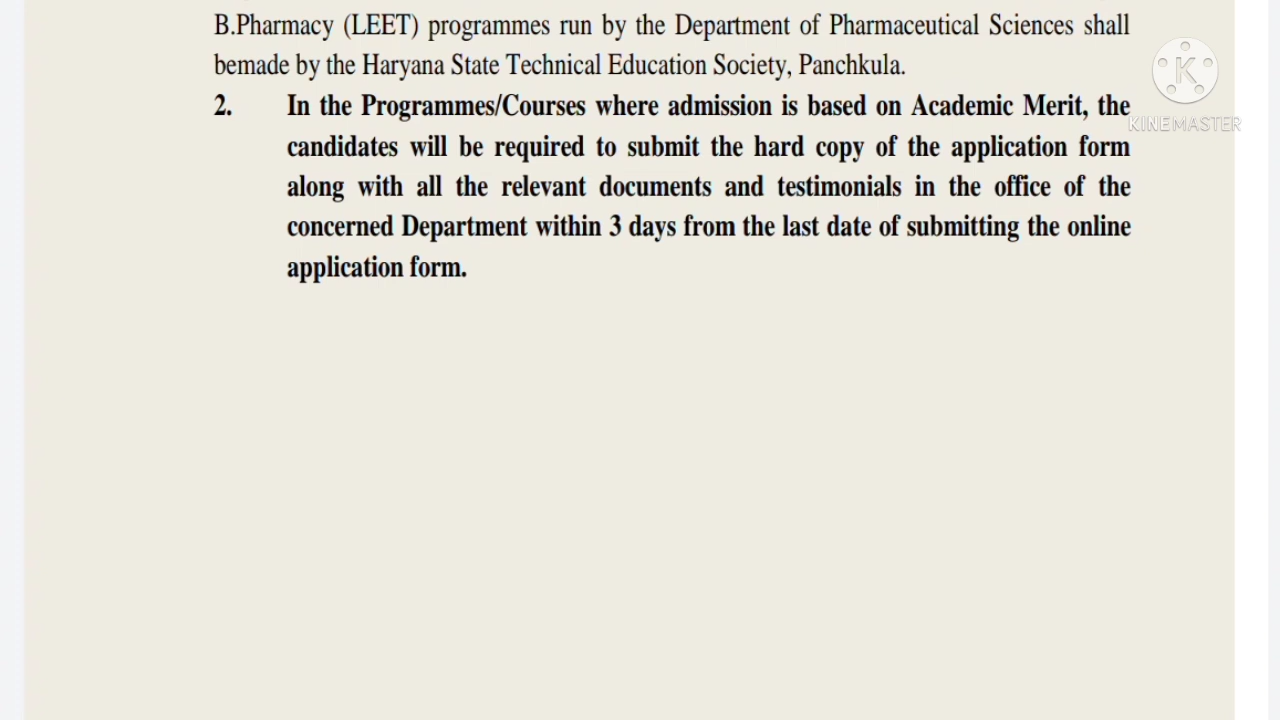 B.Pharmacy (LEET) programmes run by the Department of Pharmaceutical Sciences shall
bemade by the Haryana State Technical Education Society, Panchkula.
2. In the Programmes/Courses where admission is based on Academic Merit, the
candidates will be required to submit the hard copy of the application form
along with all the relevant documents and testimonials in the office of the
concerned Department within 3 days from the last date of submitting the online
application form.
K
KINEMASTER